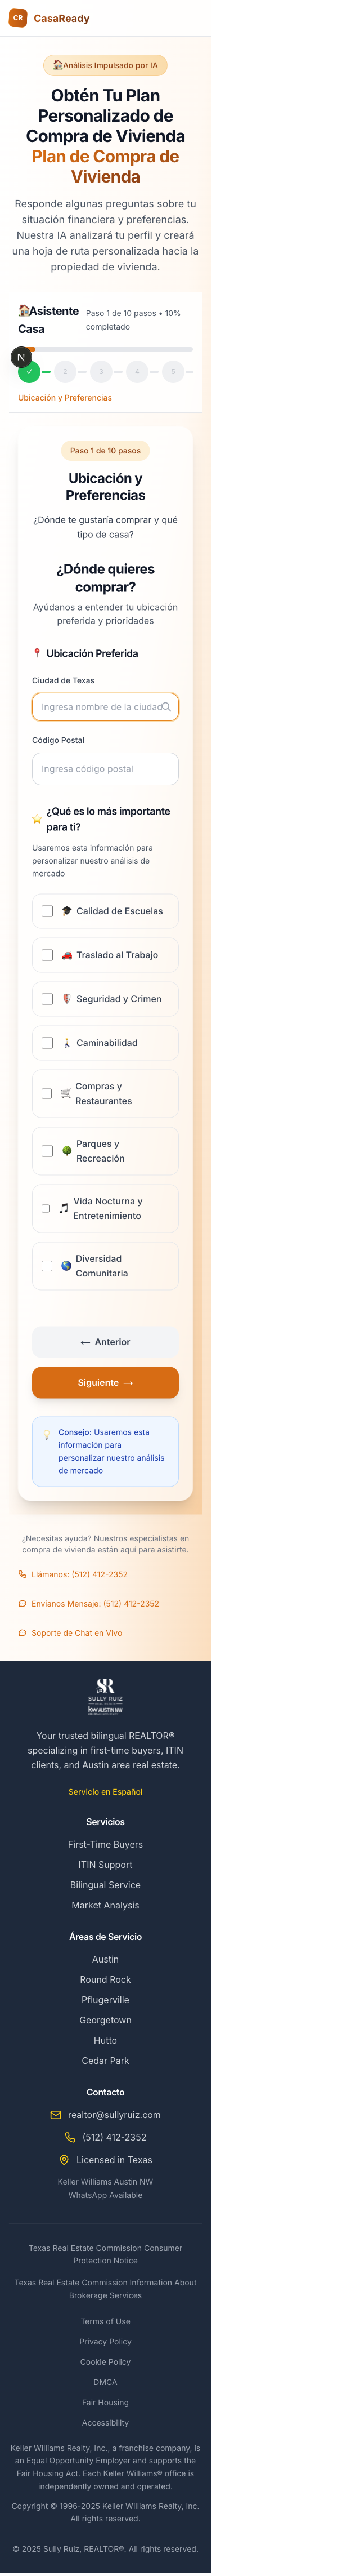 CR CasaReady
Análisis Impulsado por IA
Obtén Tu Plan
Personalizado de
Compra de Vivienda
Plan de Compra de
Vivienda
Responde algunas preguntas sobre tu
situación financiera y preferencias.
Nuestra IA analizará tu perfil y creará
una hoja de ruta personalizada hacia la
propiedad de vivienda.
Asistente
Casa
Paso 1 de 10 pasos • 10%
completado
N
✓ 2 3 4 5
Ubicación y Preferencias
Paso 1 de 10 pasos
Ubicación y
Preferencias
¿Dónde te gustaría comprar y qué
tipo de casa?
¿Dónde quieres
comprar?
Ayúdanos a entender tu ubicación
preferida y prioridades
Ubicación Preferida
Ciudad de Texas
Ingresa nombre de la ciudad
Código Postal
Ingresa código postal
¿Qué es lo más importante
para ti?
Usaremos esta información para
personalizar nuestro análisis de
mercado
Calidad de Escuelas
Traslado al Trabajo
Seguridad y Crimen
Caminabilidad
Compras y
Restaurantes
Parques y
Recreación
Vida Nocturna y
Entretenimiento
Diversidad
Comunitaria
← Anterior
Siguiente →
Consejo: Usaremos esta
información para
personalizar nuestro análisis
de mercado
¿Necesitas ayuda? Nuestros especialistas en
compra de vivienda están aquí para asistirte.
Llámanos: (512) 412-2352
Envíanos Mensaje: (512) 412-2352
Soporte de Chat en Vivo
SR
SULLY RUIZ
kw AUSTIN NW
Your trusted bilingual REALTOR®
specializing in first-time buyers, ITIN
clients, and Austin area real estate.
Servicio en Español
Servicios
First-Time Buyers
ITIN Support
Bilingual Service
Market Analysis
Áreas de Servicio
Austin
Round Rock
Pflugerville
Georgetown
Hutto
Cedar Park
Contacto
realtor@sullyruiz.com
(512) 412-2352
Licensed in Texas
Keller Williams Austin NW
WhatsApp Available
Texas Real Estate Commission Consumer
Protection Notice
Texas Real Estate Commission Information About
Brokerage Services
Terms of Use
Privacy Policy
Cookie Policy
DMCA
Fair Housing
Accessibility
Keller Williams Realty, Inc., a franchise company, is
an Equal Opportunity Employer and supports the
Fair Housing Act. Each Keller Williams® office is
independently owned and operated.
Copyright © 1996-2025 Keller Williams Realty, Inc.
All rights reserved.
© 2025 Sully Ruiz, REALTOR®. All rights reserved.